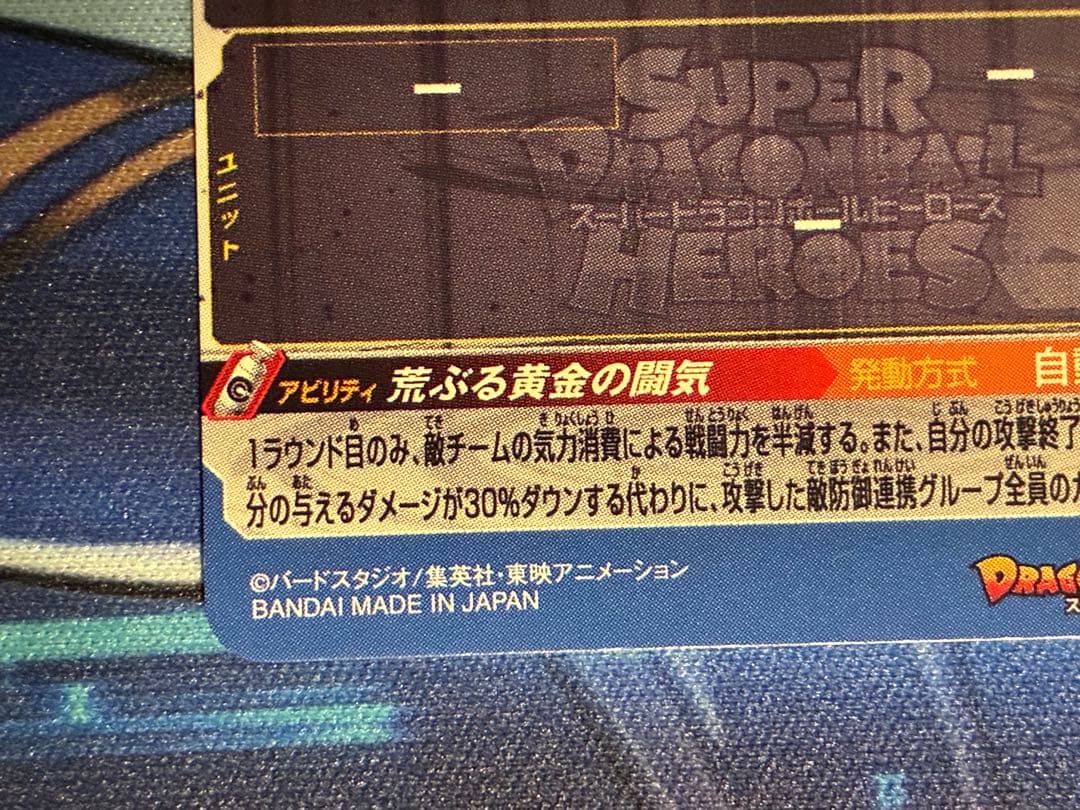 SUPER
DRAGON BALL
スーパードラゴンボールヒーローズ
HEROES
ユニット
アビリティ 荒ぶる黄金の闘気 発動方式 自動
1ラウンド目のみ、敵チームの気力消費による戦闘力を半減する。また、自分の攻撃終了
分の与えるダメージが30%ダウンする代わりに、攻撃した敵防御連携グループ全員の
©バードスタジオ/集英社・東映アニメーション
BANDAI MADE IN JAPAN
DRAG